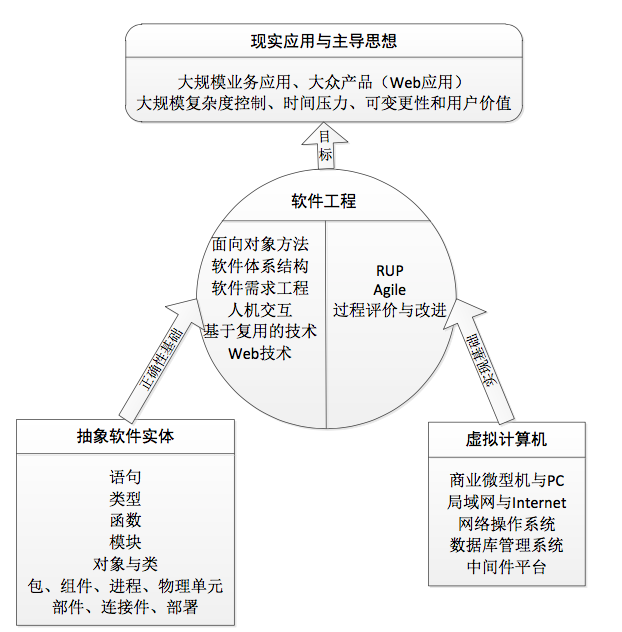 现实应用与主导思想
大规模业务应用、大众产品（Web应用）
大规模复杂度控制、时间压力、可变更性和用户价值
目标
软件工程
面向对象方法
软件体系结构
软件需求工程
人机交互
基于复用的技术
Web技术
RUP
Agile
过程评价与改进
正确性基础
实现基础
抽象软件实体
语句
类型
函数
模块
对象与类
包、组件、进程、物理单元
部件、连接件、部署
虚拟计算机
商业微型机与PC
局域网与Internet
网络操作系统
数据库管理系统
中间件平台